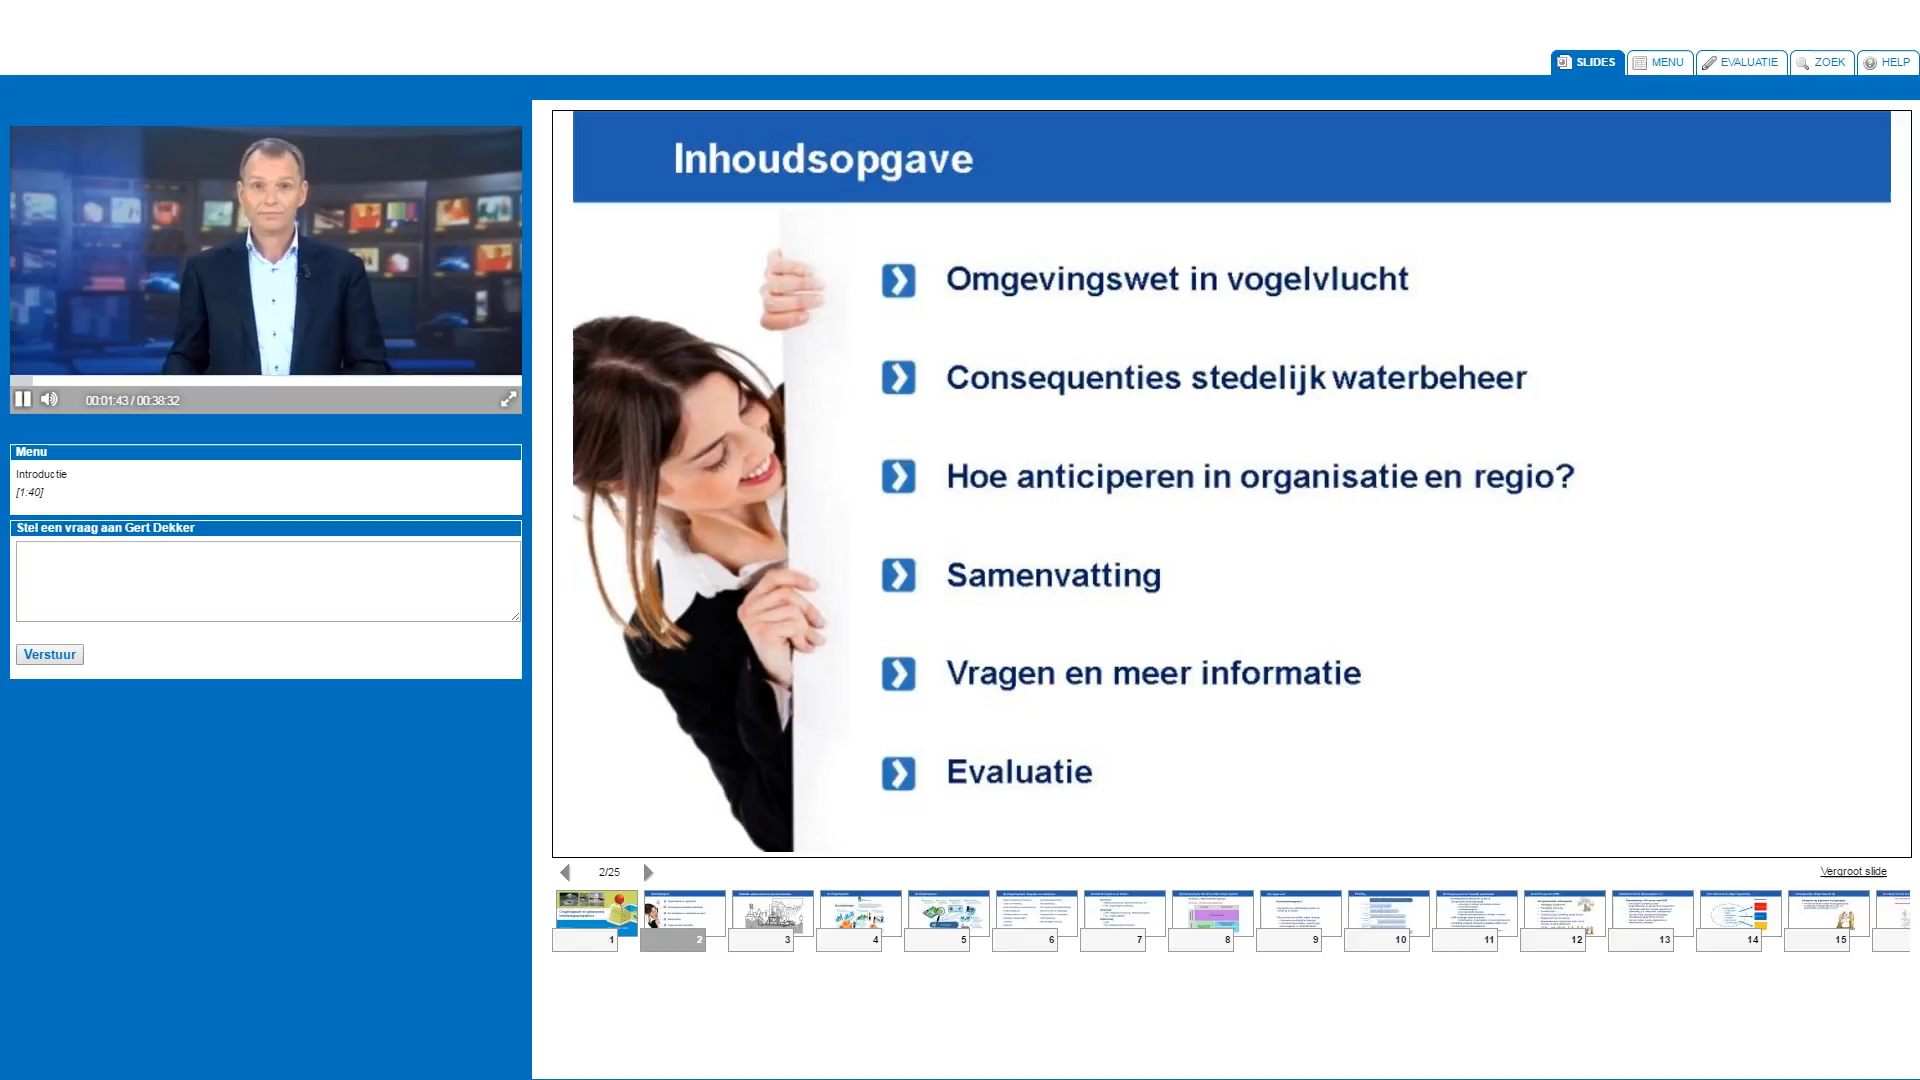 SLIDES
MENU
EVALUATIE
ZOEK
HELP
Inhoudsopgave
Omgevingswet in vogelvlucht
Consequenties stedelijk waterbeheer
Hoe anticiperen in organisatie en regio?
Samenvatting
Vragen en meer informatie
Evaluatie
00:01:43 / 00:38:32
Menu
Introductie
[1:40]
Stel een vraag aan Gert Dekker
Verstuur
2/25
Vergroot slide
1
2
3
4
5
6
7
8
9
10
11
12
13
14
15